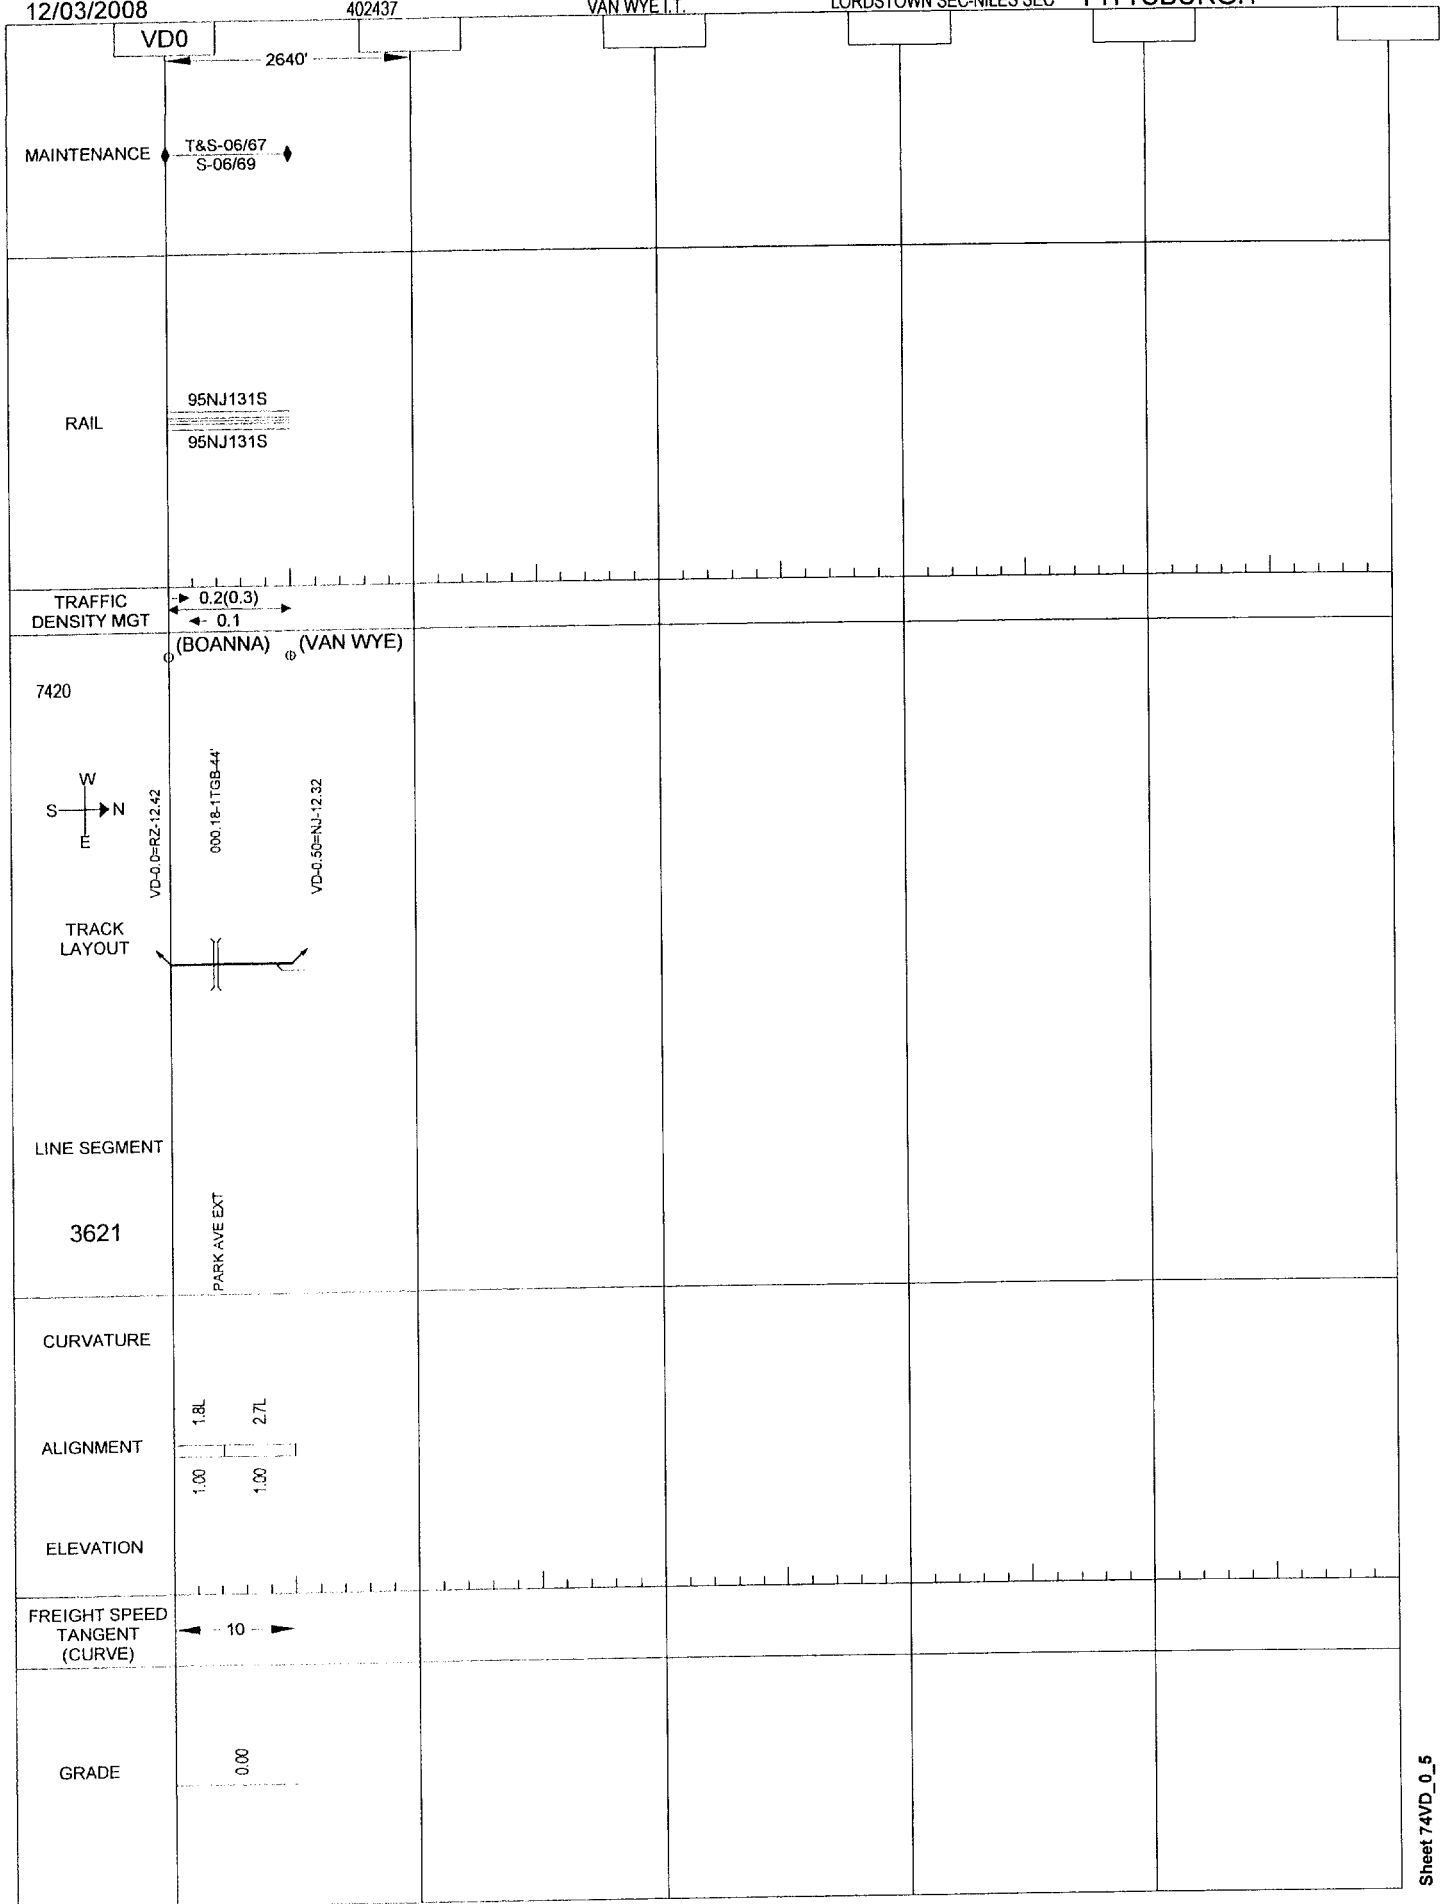 12/03/2008 402437 VAN WYE I.T. LORDSTOWN SEC-NILES SEC PITTSBURGH
VD0
2640'
MAINTENANCE
T&S-06/67
S-06/69
RAIL
95NJ131S
95NJ131S
TRAFFIC
DENSITY MGT
0.2(0.3)
0.1
(BOANNA) (VAN WYE)
7420
W
S N
E
VD-0.0=RZ-12.42
000.18-1TGB-44'
VD-0.50=NJ-12.32
TRACK
LAYOUT
LINE SEGMENT
3621
PARK AVE EXT
CURVATURE
1.8L
2.7L
ALIGNMENT
1.00
1.00
ELEVATION
FREIGHT SPEED
TANGENT
(CURVE)
10
GRADE
0.00
Sheet 74VD_0_5